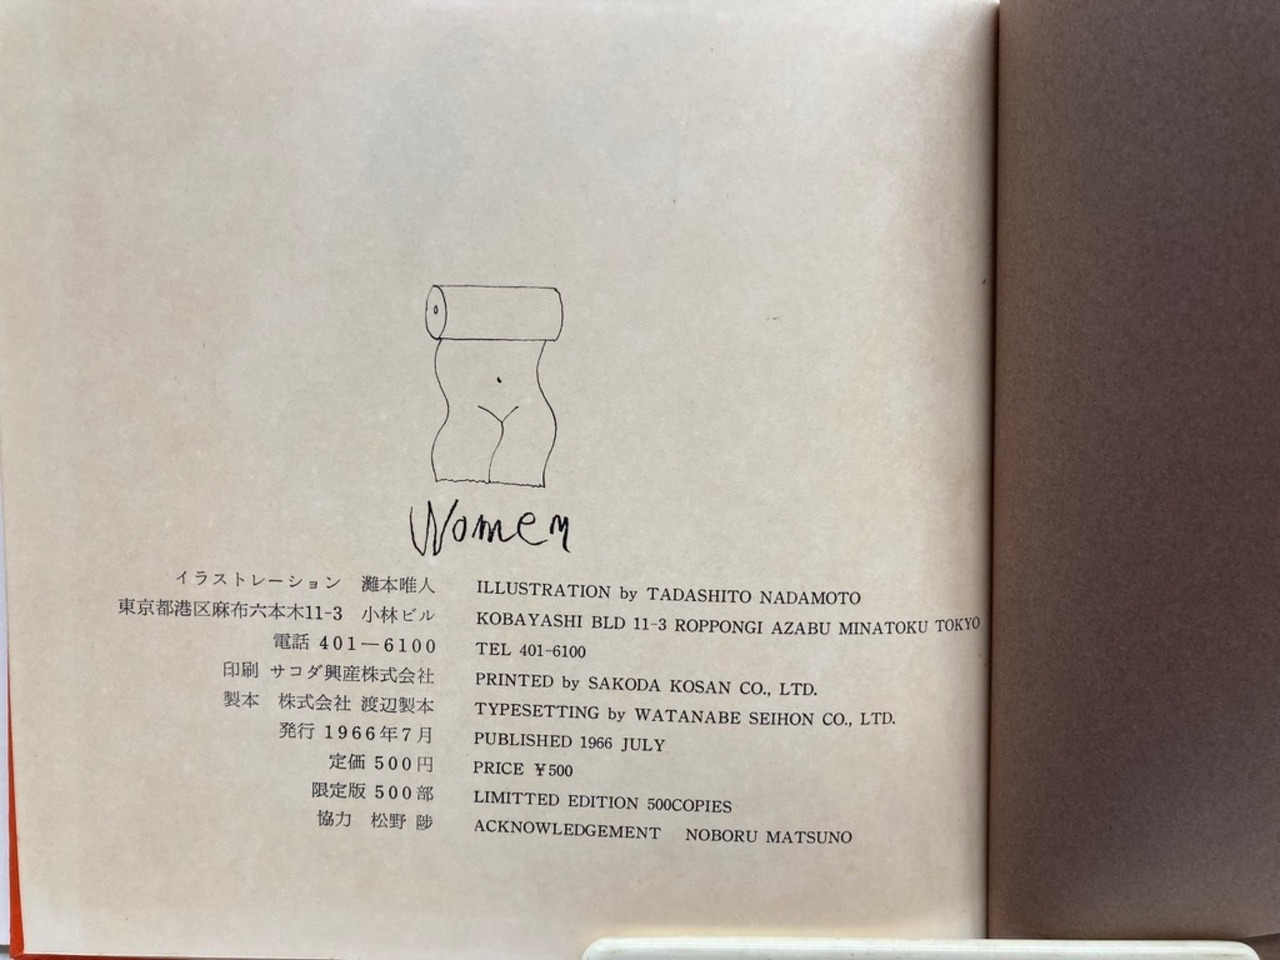 Women
イラストレーション 灘本唯人 ILLUSTRATION by TADASHITO NADAMOTO
東京都港区麻布六本木11-3 小林ビル KOBAYASHI BLD 11-3 ROPPONGI AZABU MINATOKU TOKYO
電話 401—6100 TEL 401-6100
印刷 サコダ興産株式会社 PRINTED by SAKODA KOSAN CO., LTD.
製本 株式会社 渡辺製本 TYPESETTING by WATANABE SEIHON CO., LTD.
発行 1966年7月 PUBLISHED 1966 JULY
定価 500円 PRICE ¥500
限定版 500部 LIMITTED EDITION 500COPIES
協力 松野 陟 ACKNOWLEDGEMENT NOBORU MATSUNO